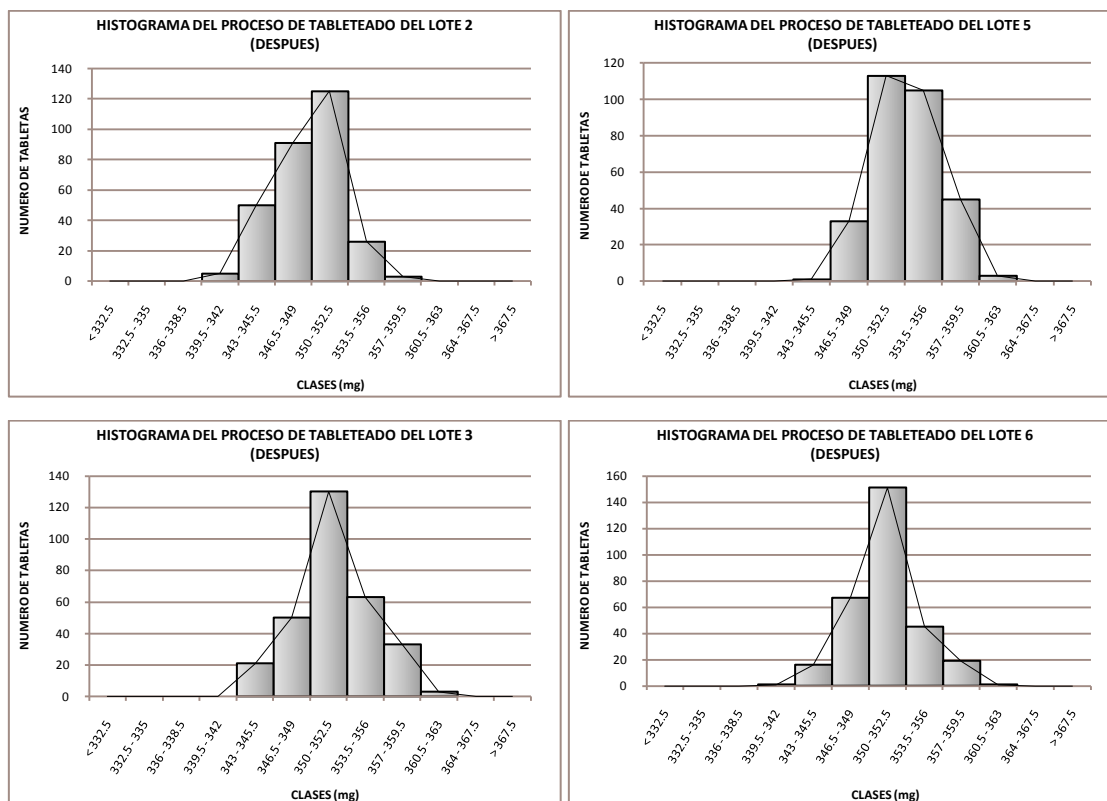 HISTOGRAMA DEL PROCESO DE TABLETEADO DEL LOTE 2
(DESPUES)
NUMERO DE TABLETAS
140
120
100
80
60
40
20
0
< 332.5
332.5 - 335
336 - 338.5
339.5 - 342
343 - 345.5
346.5 - 349
350 - 352.5
353.5 - 356
357 - 359.5
360.5 - 363
364 - 367.5
> 367.5
CLASES (mg)
HISTOGRAMA DEL PROCESO DE TABLETEADO DEL LOTE 5
(DESPUES)
NUMERO DE TABLETAS
120
100
80
60
40
20
0
< 332.5
332.5 - 335
336 - 338.5
339.5 - 342
343 - 345.5
346.5 - 349
350 - 352.5
353.5 - 356
357 - 359.5
360.5 - 363
364 - 367.5
> 367.5
CLASES (mg)
HISTOGRAMA DEL PROCESO DE TABLETEADO DEL LOTE 3
(DESPUES)
NUMERO DE TABLETAS
140
120
100
80
60
40
20
0
< 332.5
332.5 - 335
336 - 338.5
339.5 - 342
343 - 345.5
346.5 - 349
350 - 352.5
353.5 - 356
357 - 359.5
360.5 - 363
364 - 367.5
> 367.5
CLASES (mg)
HISTOGRAMA DEL PROCESO DE TABLETEADO DEL LOTE 6
(DESPUES)
NUMERO DE TABLETAS
160
140
120
100
80
60
40
20
0
< 332.5
332.5 - 335
336 - 338.5
339.5 - 342
343 - 345.5
346.5 - 349
350 - 352.5
353.5 - 356
357 - 359.5
360.5 - 363
364 - 367.5
> 367.5
CLASES (mg)